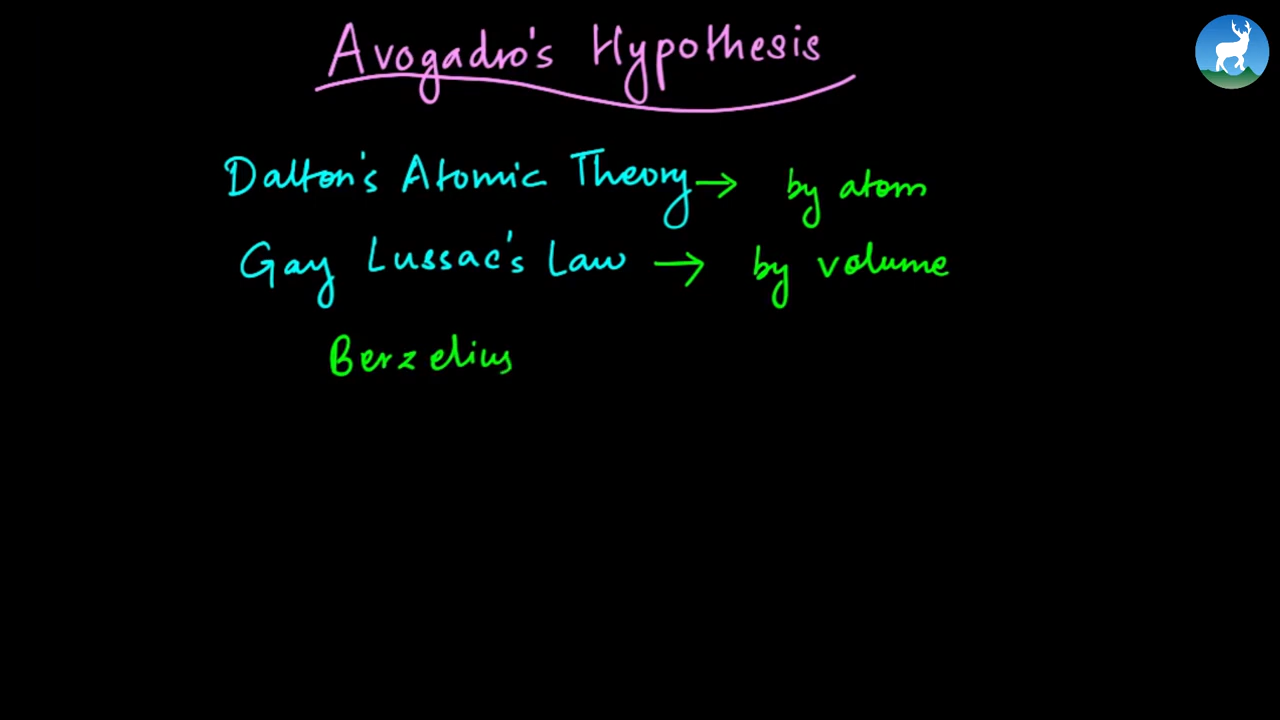 Avogadro's Hypothesis
Dalton's Atomic Theory → by atom
Gay Lussac's Law → by volume
Berzelius